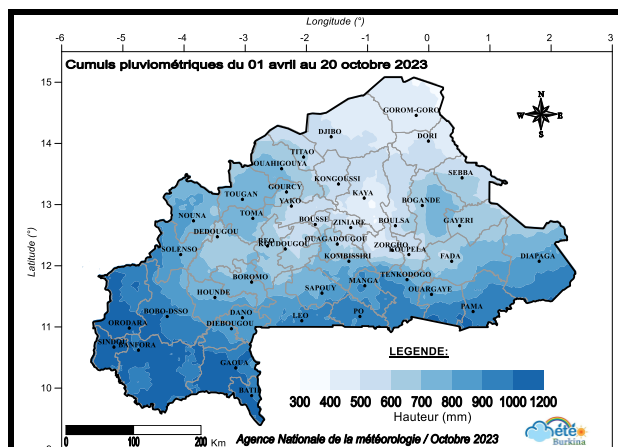 Longitude (°)
-6 -5 -4 -3 -2 -1 0 1 2 3
Cumuls pluviométriques du 01 avril au 20 octobre 2023
15
14
13
12
11
10
9
Latitude (°)
N
W E
S
GOROM-GORO
DJIBO
DORI
TITAO
OUAHIGOUYA
SEBBA
KONGOUSSI
GOURCY
TOUGAN
KAYA
YAKO
BOGANDE
NOUNA
TOMA
BOUSSE
ZINIARE
BOULSA
GAYERI
DEDOUGOU
REO
KOUDOUGOU
OUAGADOUGOU
ZORGHO
KOUPELA
SOLENSO
KOMBISSIRI
FADA
DIAPAGA
BOROMO
TENKODOGO
MANGA
HOUNDE
SAPOUY
OUARGAYE
BOBO-DSSO
DANO
LEO
PO
PAMA
ORODARA
DIEBOUGOU
SINDOU
BANFORA
GAOUA
BATIE
LEGENDE:
300 400 500 600 700 800 900 1000 1200
Hauteur (mm)
0 100 200
Km
Agence Nationale de la météorologie / Octobre 2023
été
Burkina